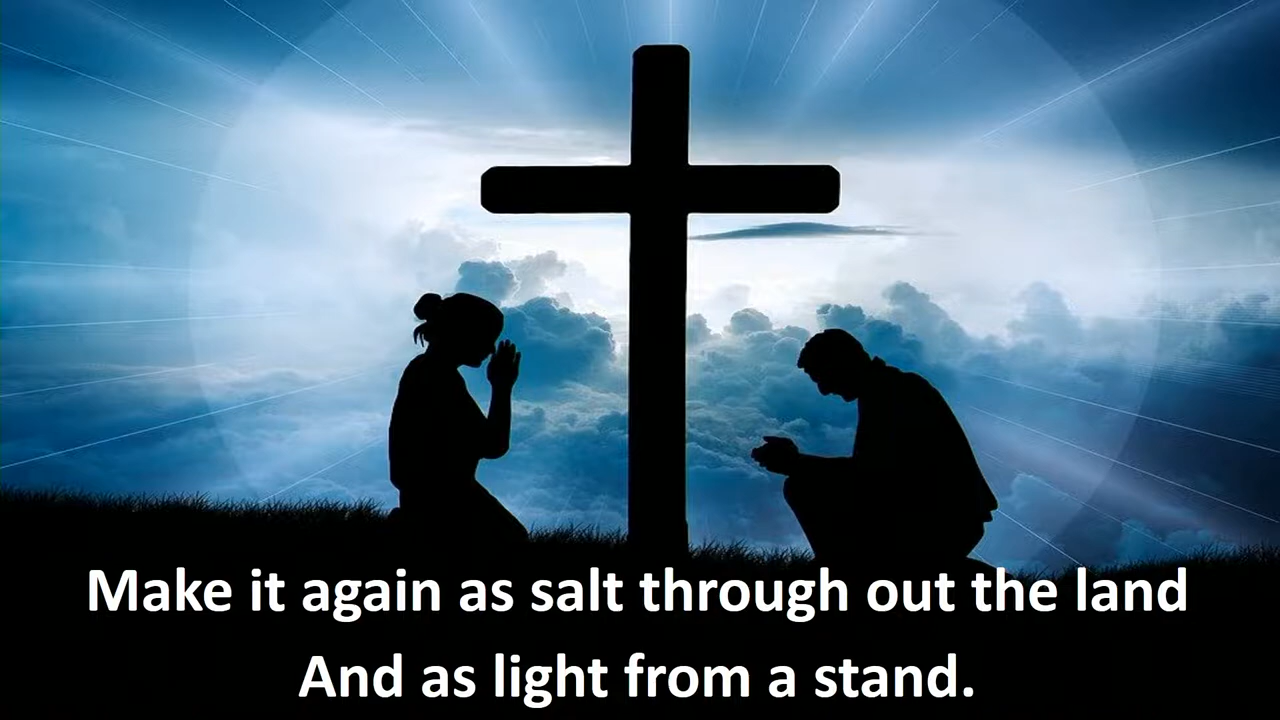 Make it again as salt through out the land
And as light from a stand.